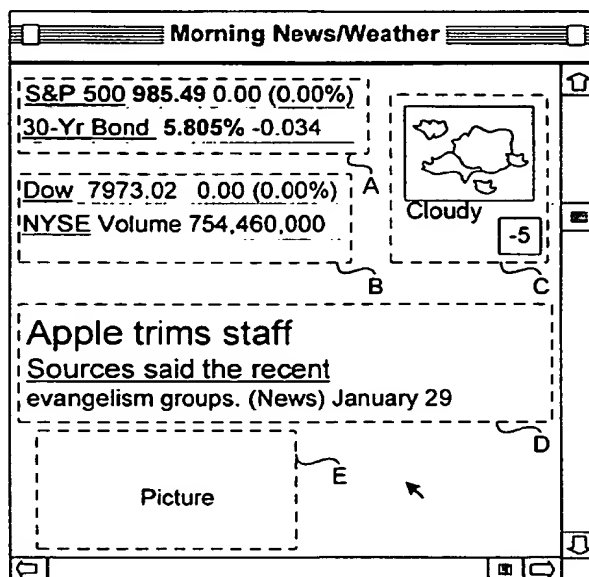 Morning News/Weather
S&P 500 985.49 0.00 (0.00%)
30-Yr Bond 5.805% -0.034
A
Dow 7973.02 0.00 (0.00%)
NYSE Volume 754,460,000
B
Cloudy
-5
C
Apple trims staff
Sources said the recent
evangelism groups. (News) January 29
D
E
Picture